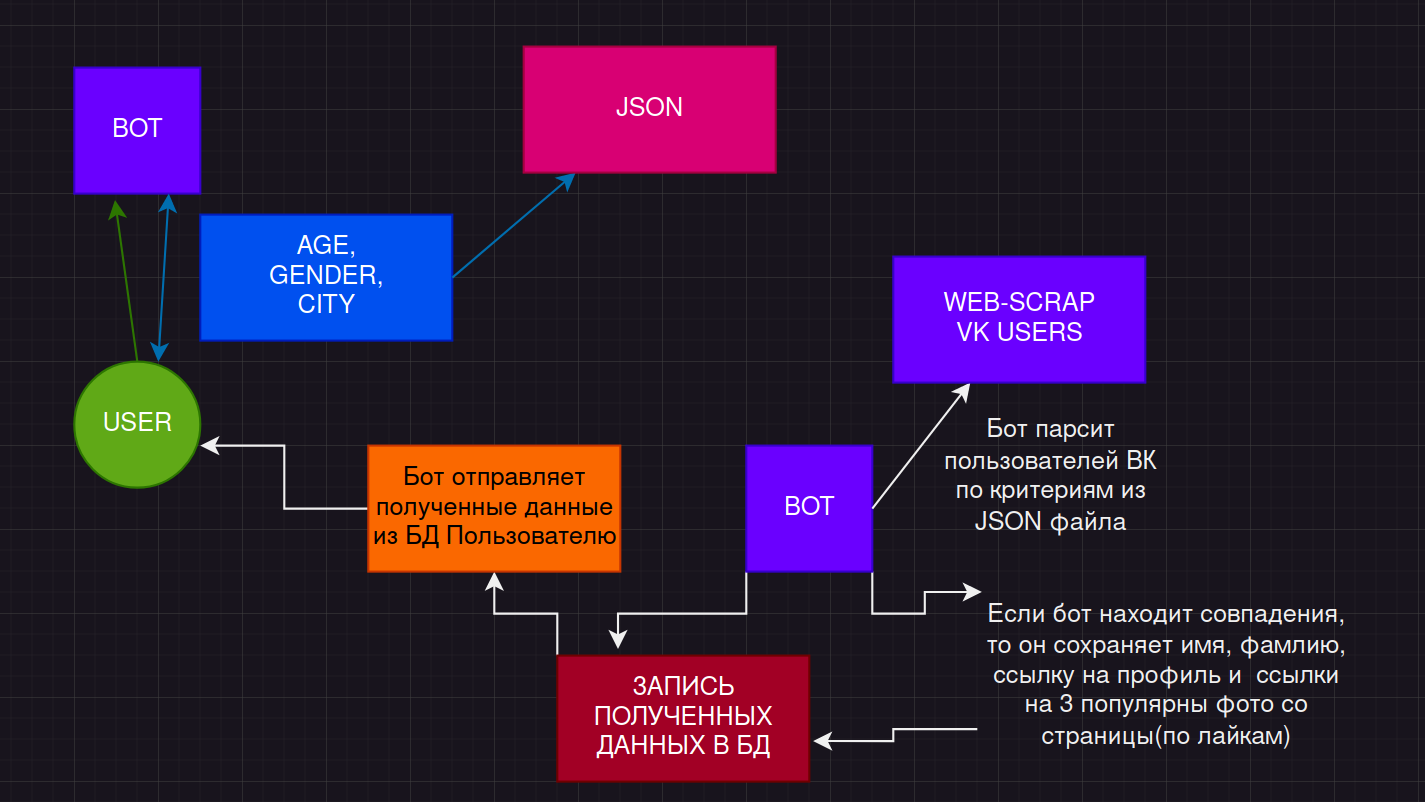 BOT
JSON
AGE,
GENDER,
CITY
WEB-SCRAP
VK USERS
USER
Бот парсит
пользователей ВК
по критериям из
JSON файла
Бот отправляет
полученные данные
из БД Пользователю
BOT
Если бот находит совпадения,
то он сохраняет имя, фамлию,
ссылку на профиль и  ссылки
на 3 популярны фото со
страницы(по лайкам)
ЗАПИСЬ
ПОЛУЧЕННЫХ
ДАННЫХ В БД